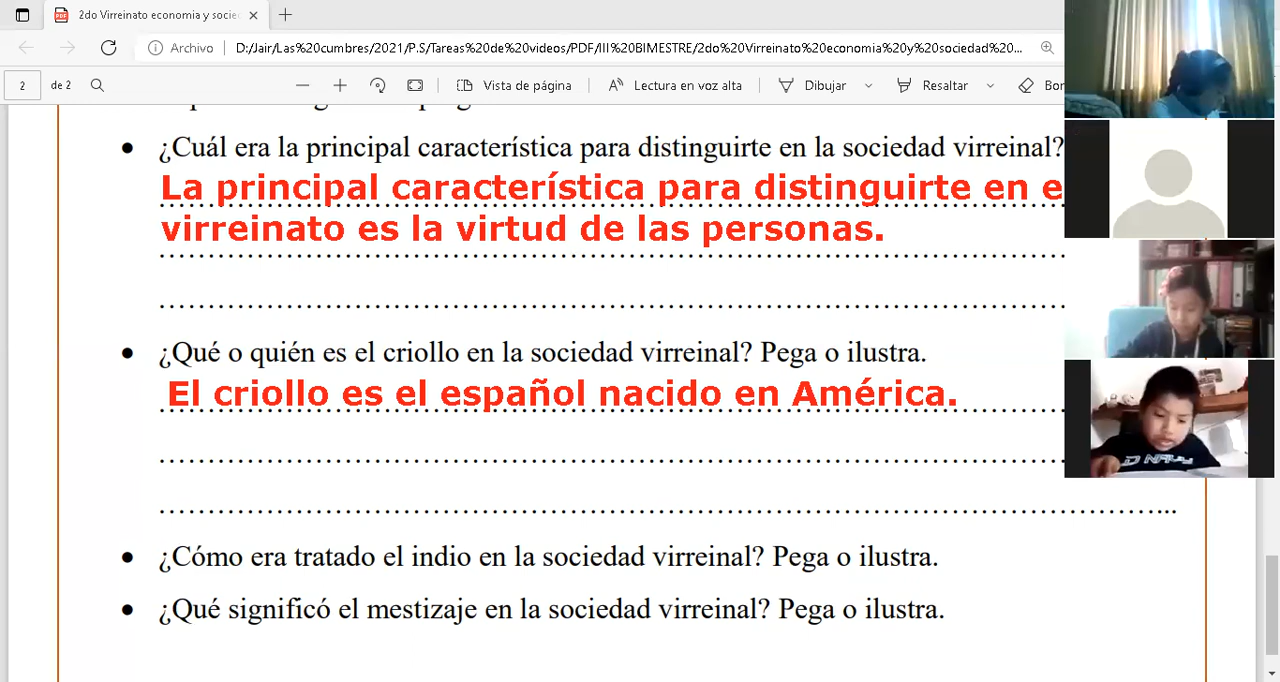 2do Virreinato economia y socie
Archivo D:/Jair/Las%20cumbres/2021/P.S/Tareas%20de%20videos/PDF/III%20BIMESTRE/2do%20Virreinato%20economia%20y%20sociedad%20...
2 de 2 Vista de página Lectura en voz alta Dibujar Resaltar Bor
¿Cuál era la principal característica para distinguirte en la sociedad virreinal?
La principal característica para distinguirte en e
virreinato es la virtud de las personas.
¿Qué o quién es el criollo en la sociedad virreinal? Pega o ilustra.
El criollo es el español nacido en América.
¿Cómo era tratado el indio en la sociedad virreinal? Pega o ilustra.
¿Qué significó el mestizaje en la sociedad virreinal? Pega o ilustra.